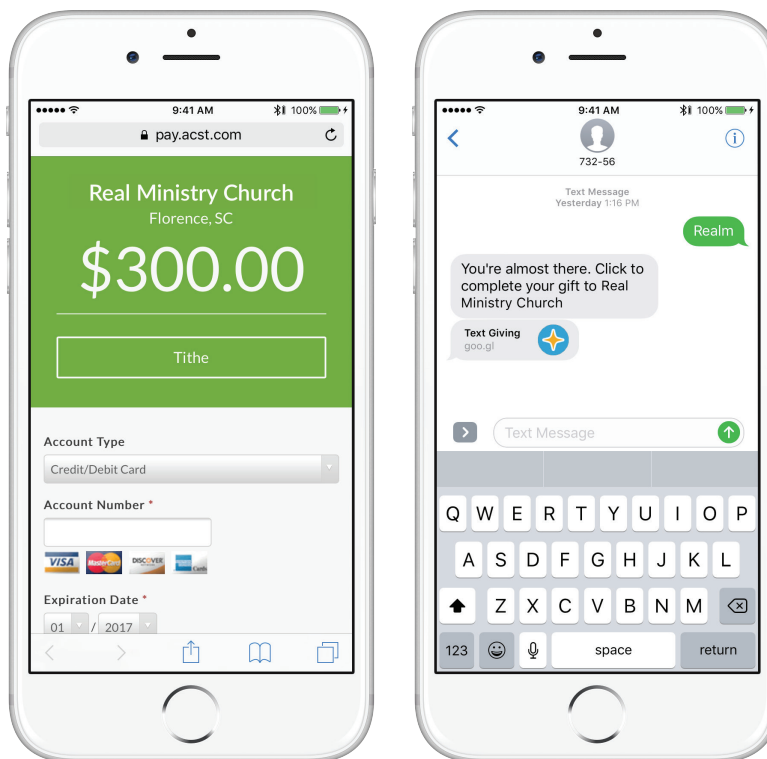 9:41 AM
100%
pay.acst.com
Real Ministry Church
Florence, SC
$300.00
Tithe
Account Type
Credit/Debit Card
Account Number *
VISA MasterCard DISCOVER
Cards
Expiration Date *
01 / 2017
9:41 AM
100%
732-56
Text Message
Yesterday 1:16 PM
Realm
You're almost there. Click to
complete your gift to Real
Ministry Church
Text Giving
goo.gl
Text Message
Q W E R T Y U I O P
A S D F G H J K L
Z X C V B N M
123 space return